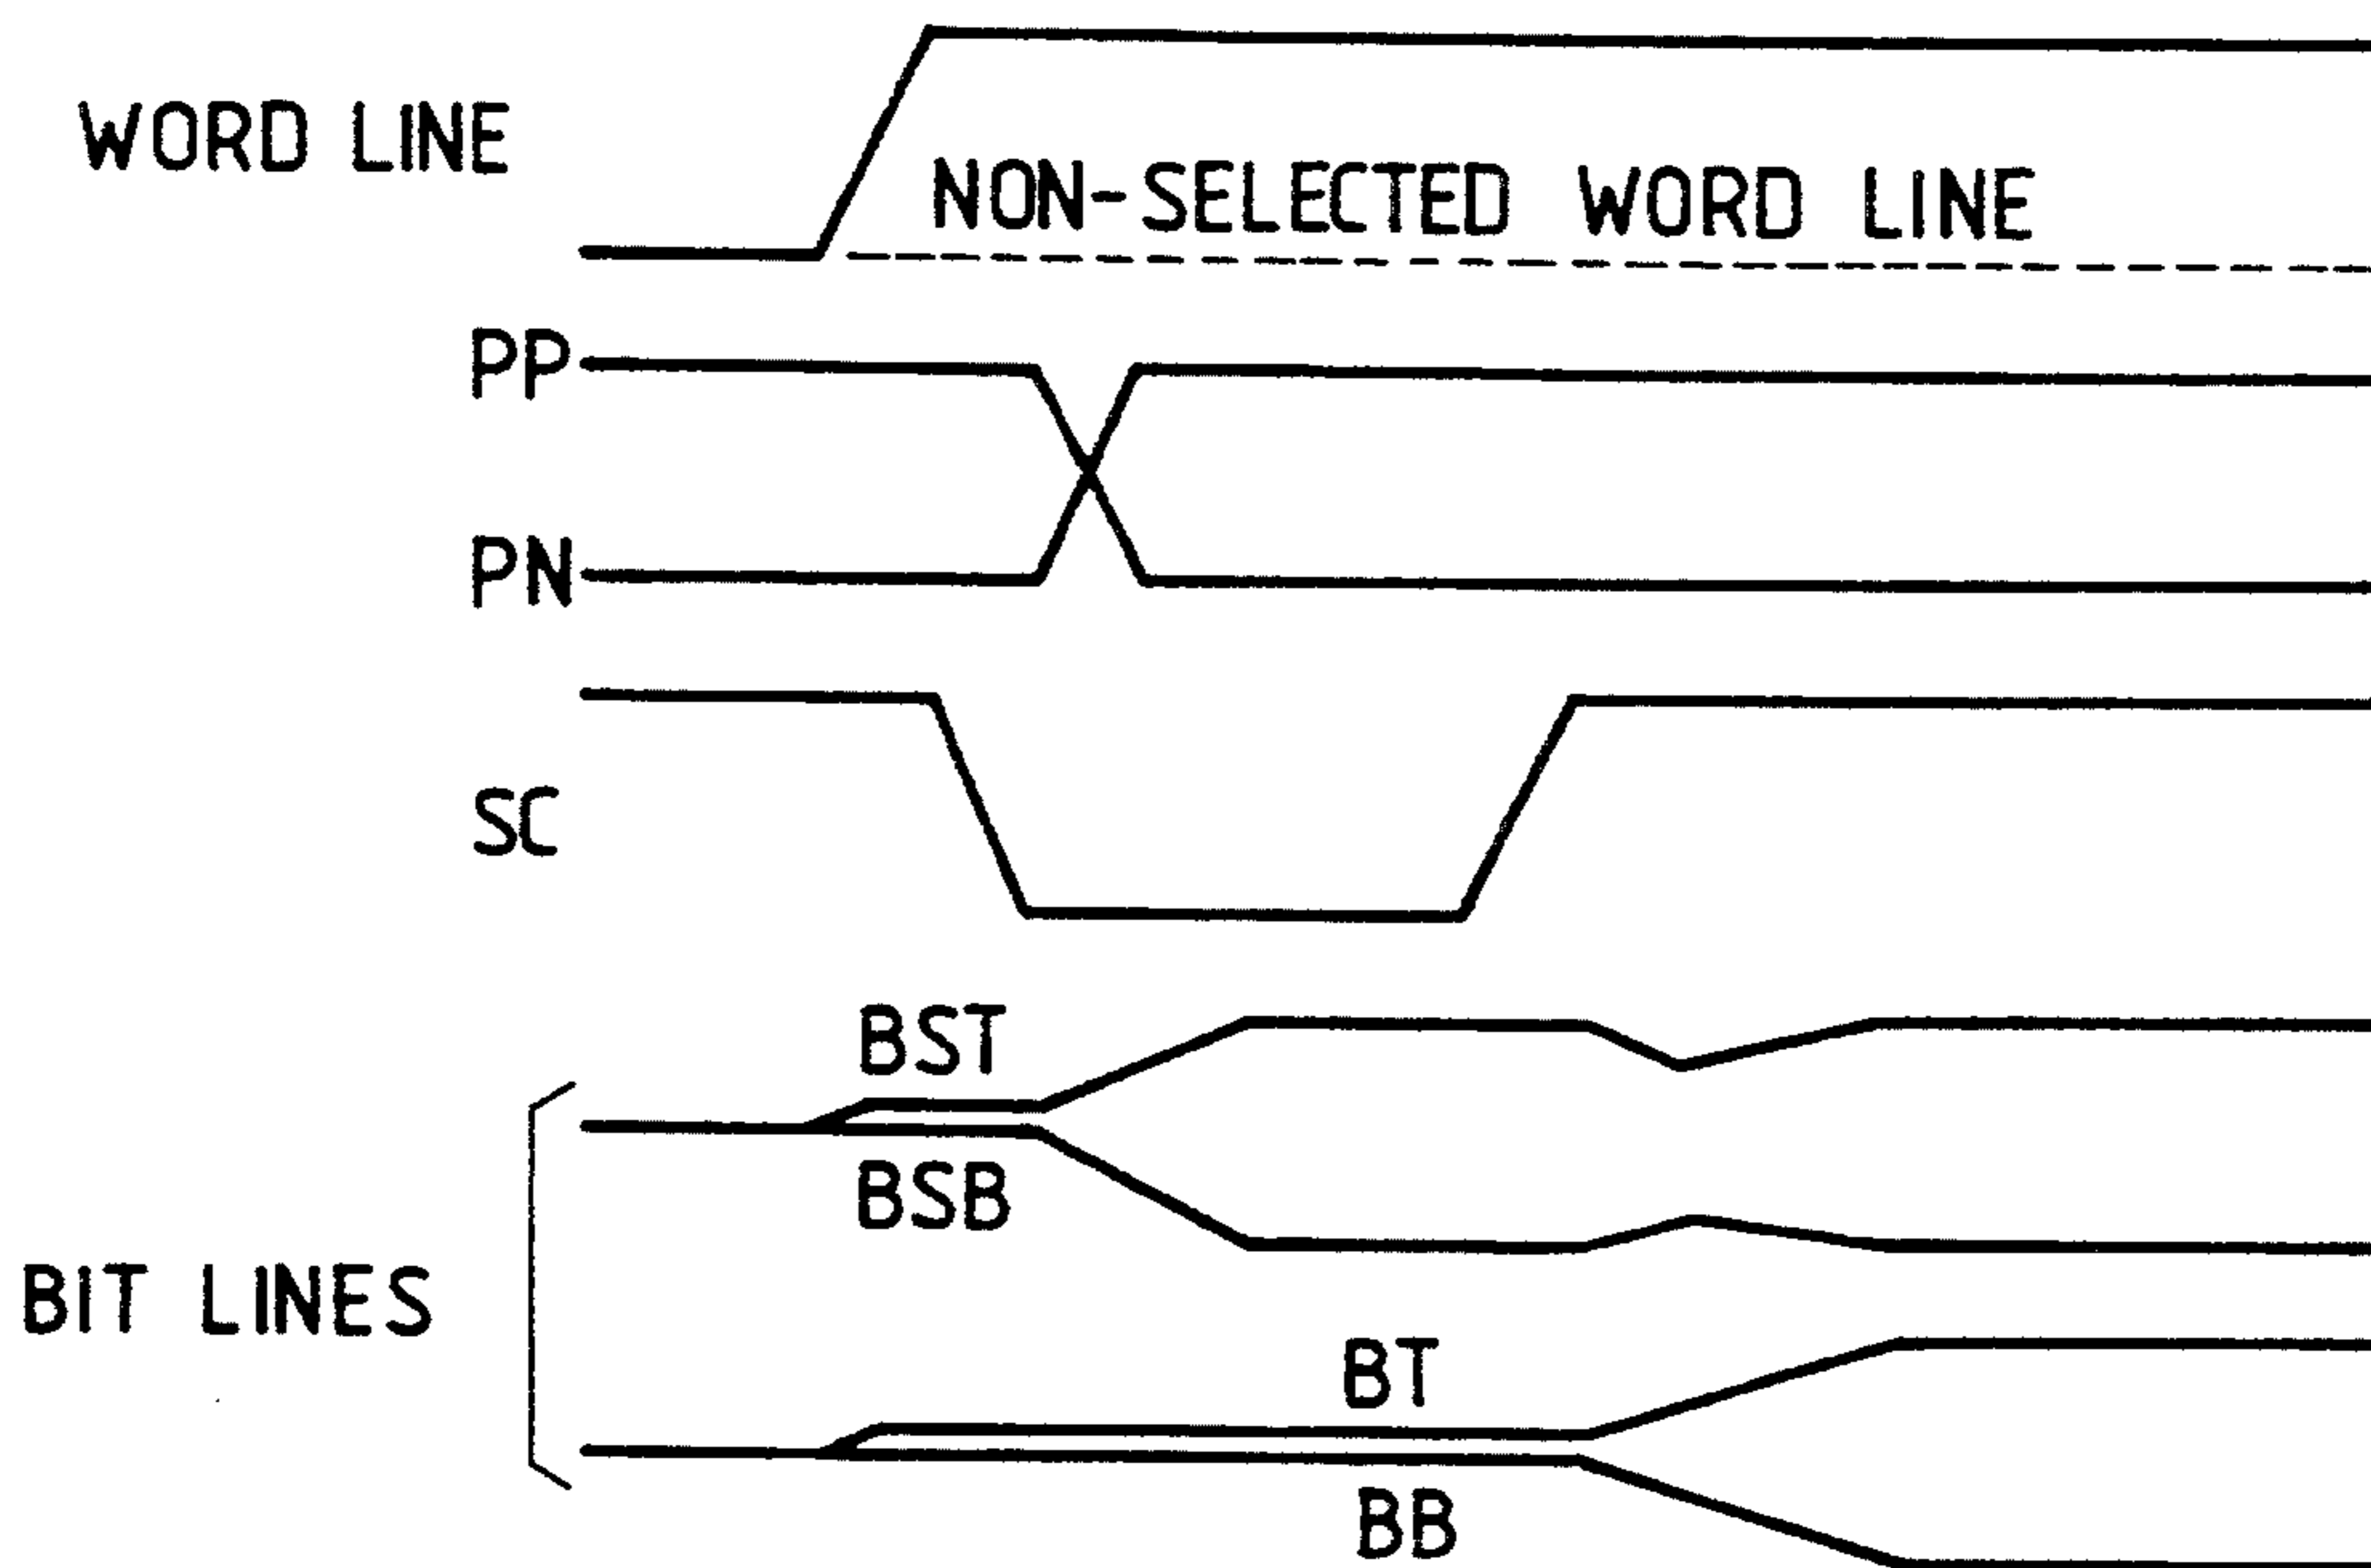 WORD LINE
NON-SELECTED WORD LINE
PP
PN
SC
BST
BSB
BIT LINES
BT
BB